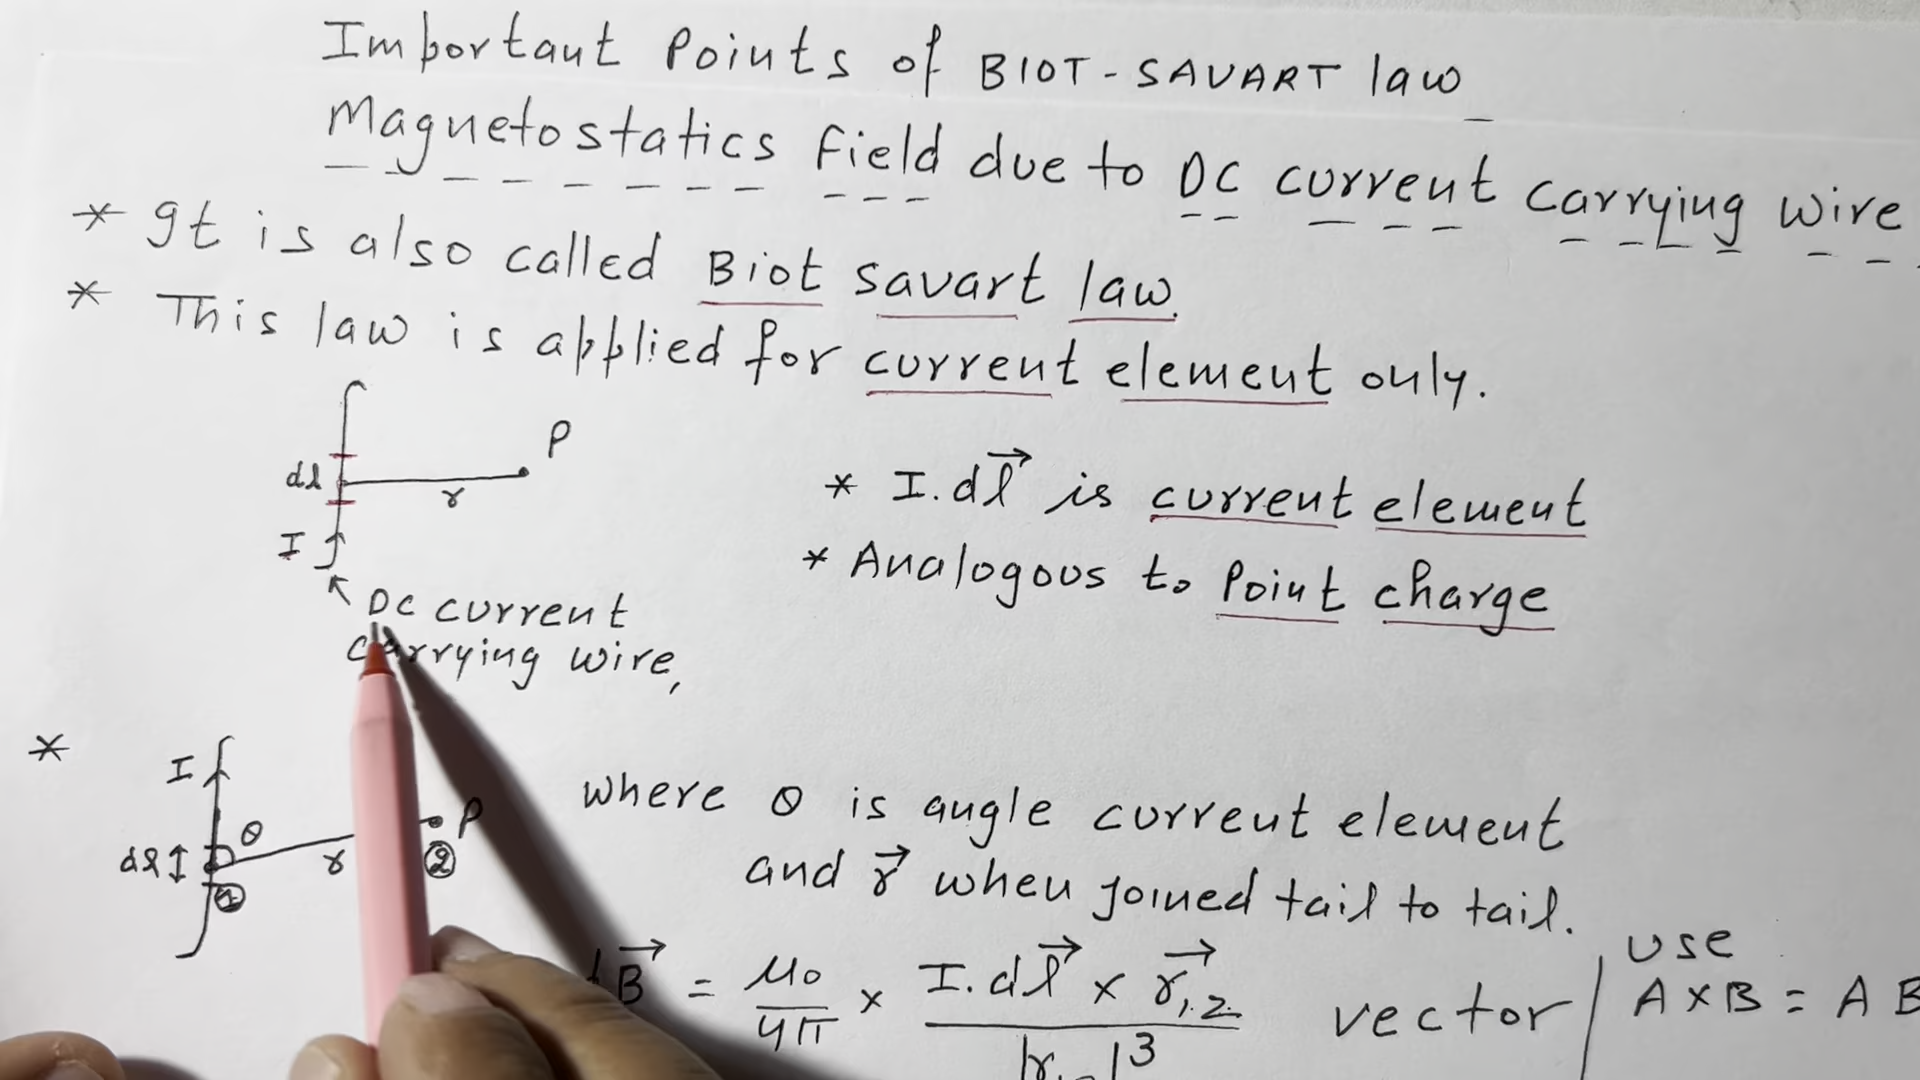 Important Points of BIOT-SAVART law
Magnetostatics field due to DC current carrying wire
* It is also called Biot savart law.
* This law is applied for current element only.
P
dl
r
I
DC current
carrying wire,
* I.dl⃗ is current element
* Analogous to Point charge
*
I
θ
P
dl
r
①
②
where θ is angle current element
and r⃗ when joined tail to tail.
dB⃗ = μ₀/4π × I.dl⃗ × r⃗₁,₂ / |r₁₂|³ vector
use
A×B = AB